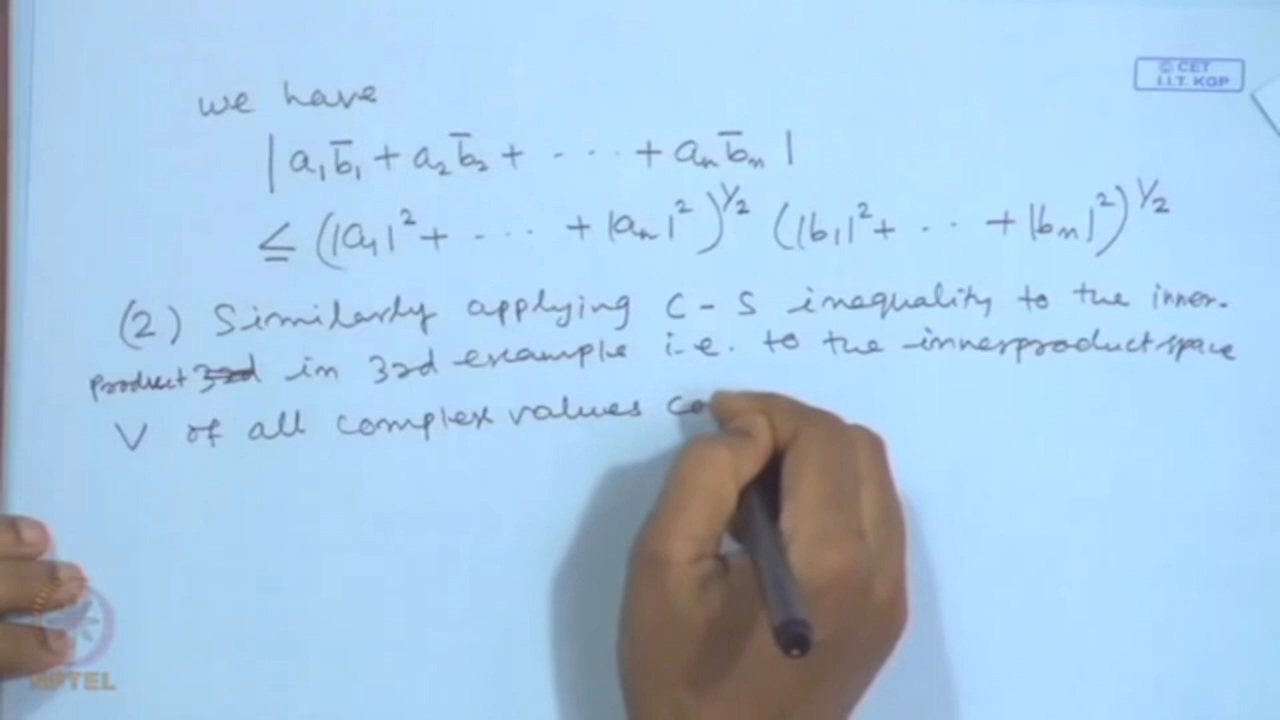 © CET
I.I.T. KGP
we have
| a₁b̄₁ + a₂b̄₂ + · · · · + aₙb̄ₙ |
≤ (|a₁|² + · · · · + |aₙ|²)^1/2 (|b₁|² + · · · + |bₙ|²)^1/2
(2) Similarly applying C-S inequality to the inner-
product 3rd in 3rd example i.e. to the innerproductspace
V of all complex values co
NPTEL